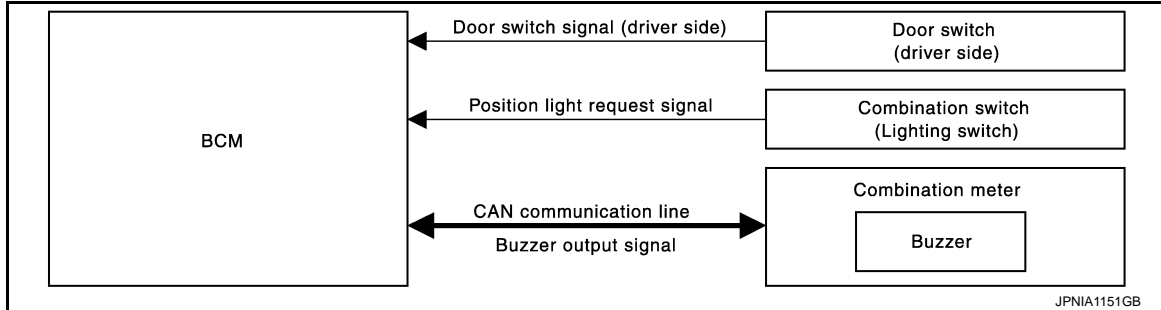 BCM
Door switch signal (driver side)
Door switch
(driver side)
Position light request signal
Combination switch
(Lighting switch)
CAN communication line
Buzzer output signal
Combination meter
Buzzer
JPNIA1151GB